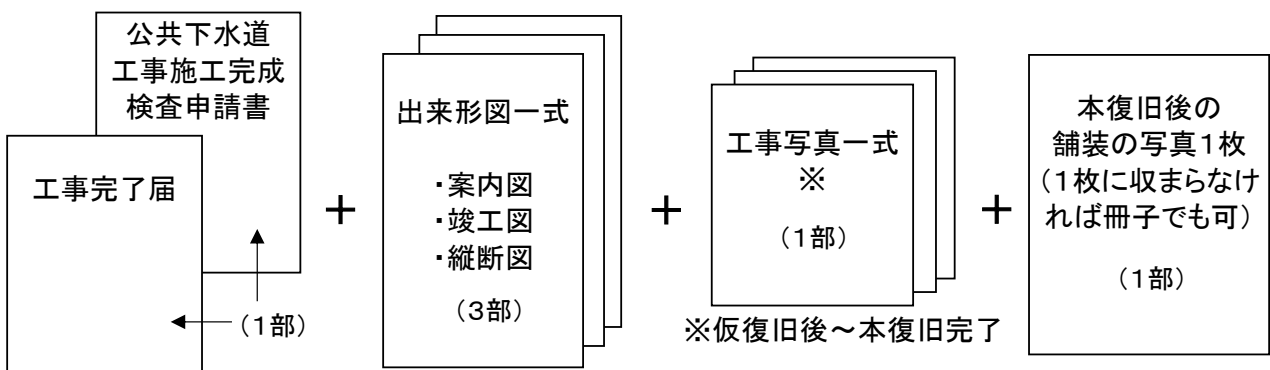 公共下水道
工事施工完成
検査申請書
工事完了届
（１部）
＋
出来形図一式
・案内図
・竣工図
・縦断図
（３部）
＋
工事写真一式
※
（１部）
※仮復旧後～本復旧完了
＋
本復旧後の
舗装の写真１枚
（１枚に収まらなけ
れば冊子でも可）
（１部）